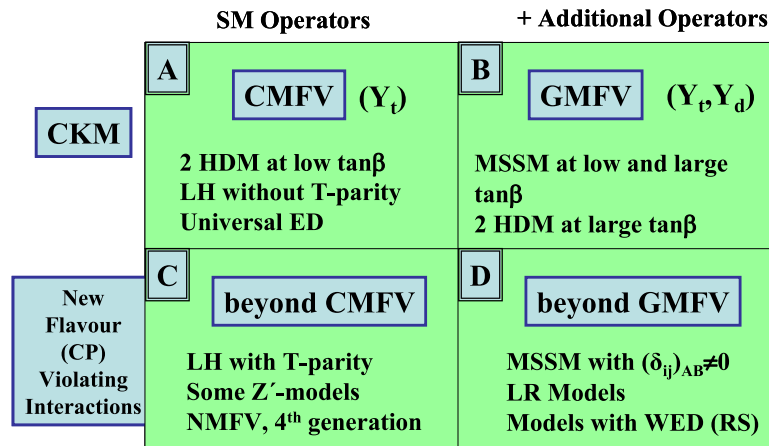 SM Operators
+ Additional Operators
A
CMFV (Yt)
B
GMFV (Yt,Yd)
CKM
2 HDM at low tanβ
LH without T-parity
Universal ED
MSSM at low and large
tanβ
2 HDM at large tanβ
New
Flavour
(CP)
Violating
Interactions
C
beyond CMFV
D
beyond GMFV
LH with T-parity
Some Z´-models
NMFV, 4th generation
MSSM with (δij)AB≠0
LR Models
Models with WED (RS)